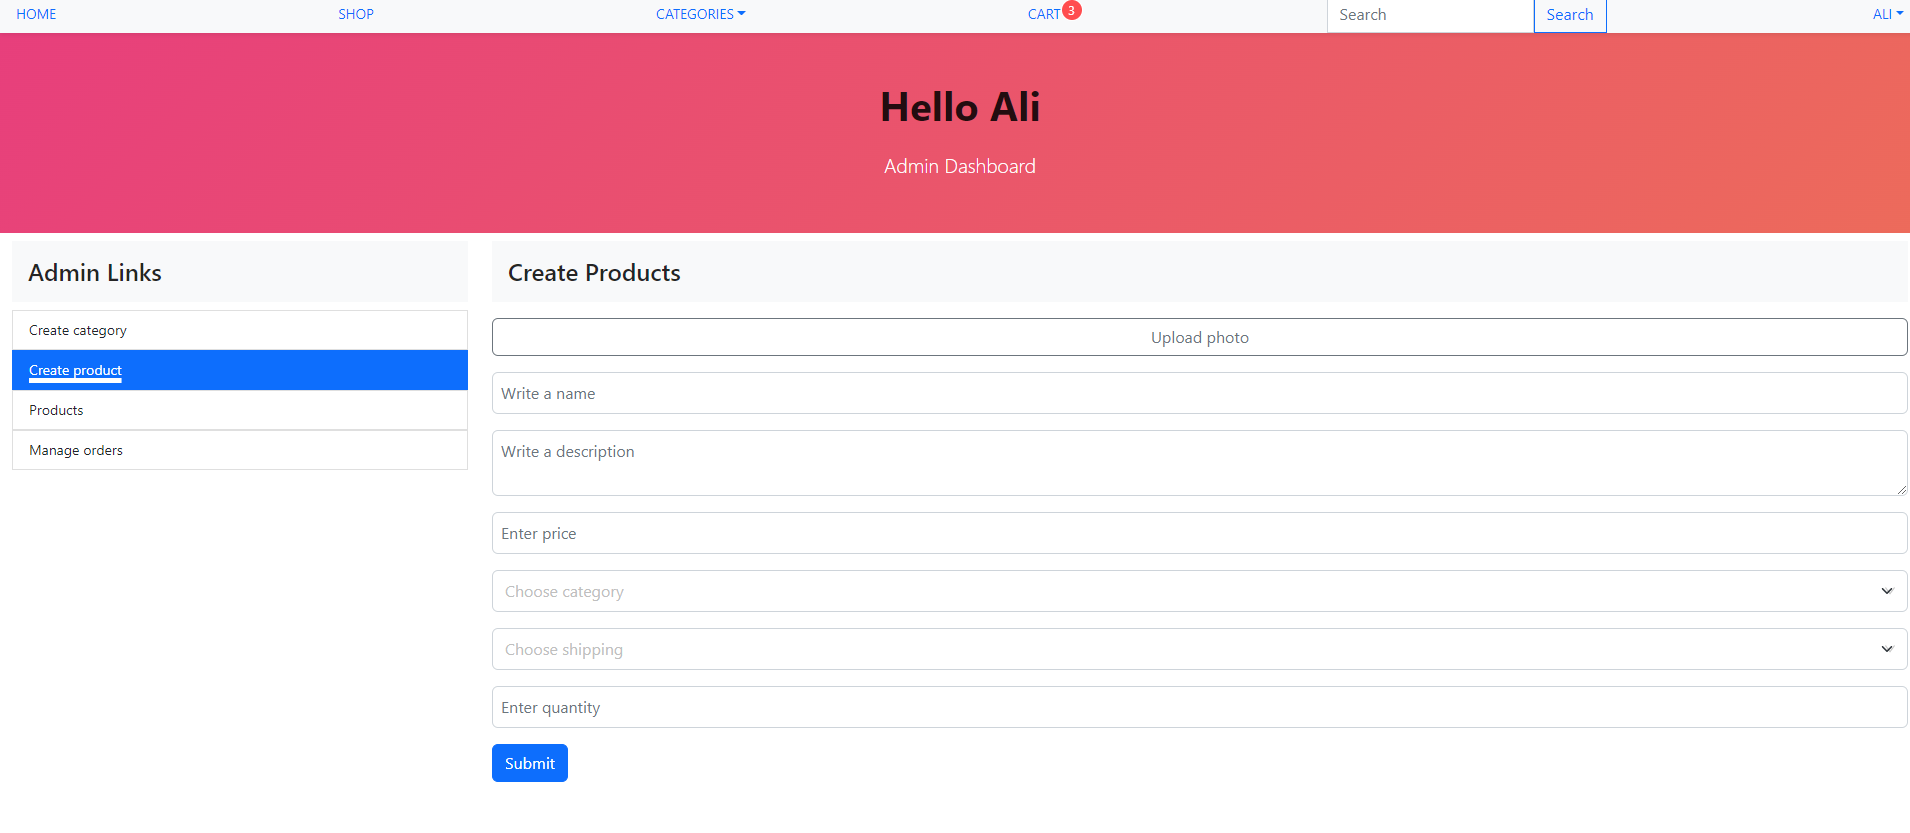 HOME SHOP CATEGORIES CART 3 Search Search ALI
Hello Ali
Admin Dashboard
Admin Links
Create category
Create product
Products
Manage orders
Create Products
Upload photo
Write a name
Write a description
Enter price
Choose category
Choose shipping
Enter quantity
Submit